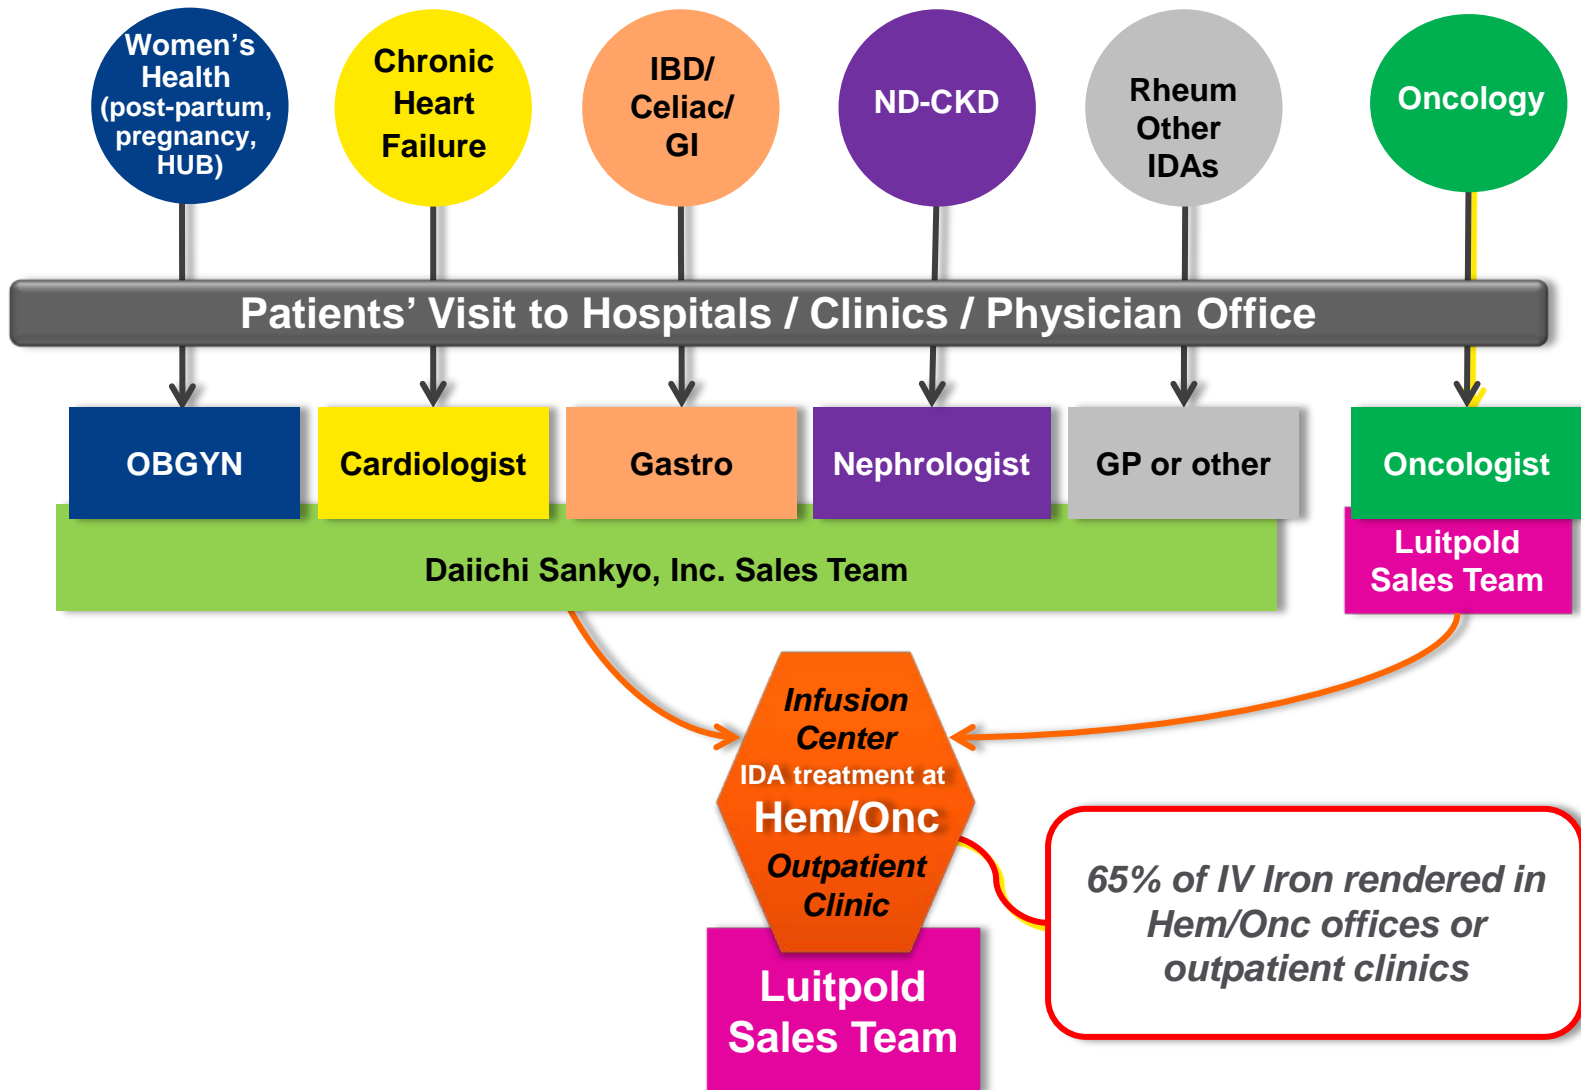 Women’s
Health
(post-partum,
pregnancy,
HUB)
Chronic
Heart
Failure
IBD/
Celiac/
GI
ND-CKD
Rheum
Other
IDAs
Oncology
Patients’ Visit to Hospitals / Clinics / Physician Office
OBGYN
Cardiologist
Gastro
Nephrologist
GP or other
Oncologist
Daiichi Sankyo, Inc. Sales Team
Luitpold
Sales Team
Infusion
Center
IDA treatment at
Hem/Onc
Outpatient
Clinic
65% of IV Iron rendered in
Hem/Onc offices or
outpatient clinics
Luitpold
Sales Team